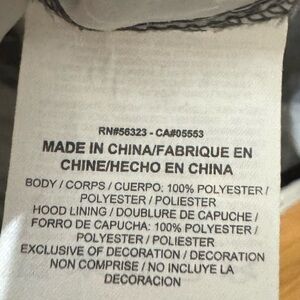 RN#56323 - CA#05553
MADE IN CHINA/FABRIQUE EN
CHINE/HECHO EN CHINA
BODY / CORPS / CUERPO: 100% POLYESTER /
POLYESTER / POLIESTER
HOOD LINING / DOUBLURE DE CAPUCHE /
FORRO DE CAPUCHA: 100% POLYESTER /
POLYESTER / POLIESTER
EXCLUSIVE OF DECORATION / DECORATION
NON COMPRISE / NO INCLUYE LA
DECORACION